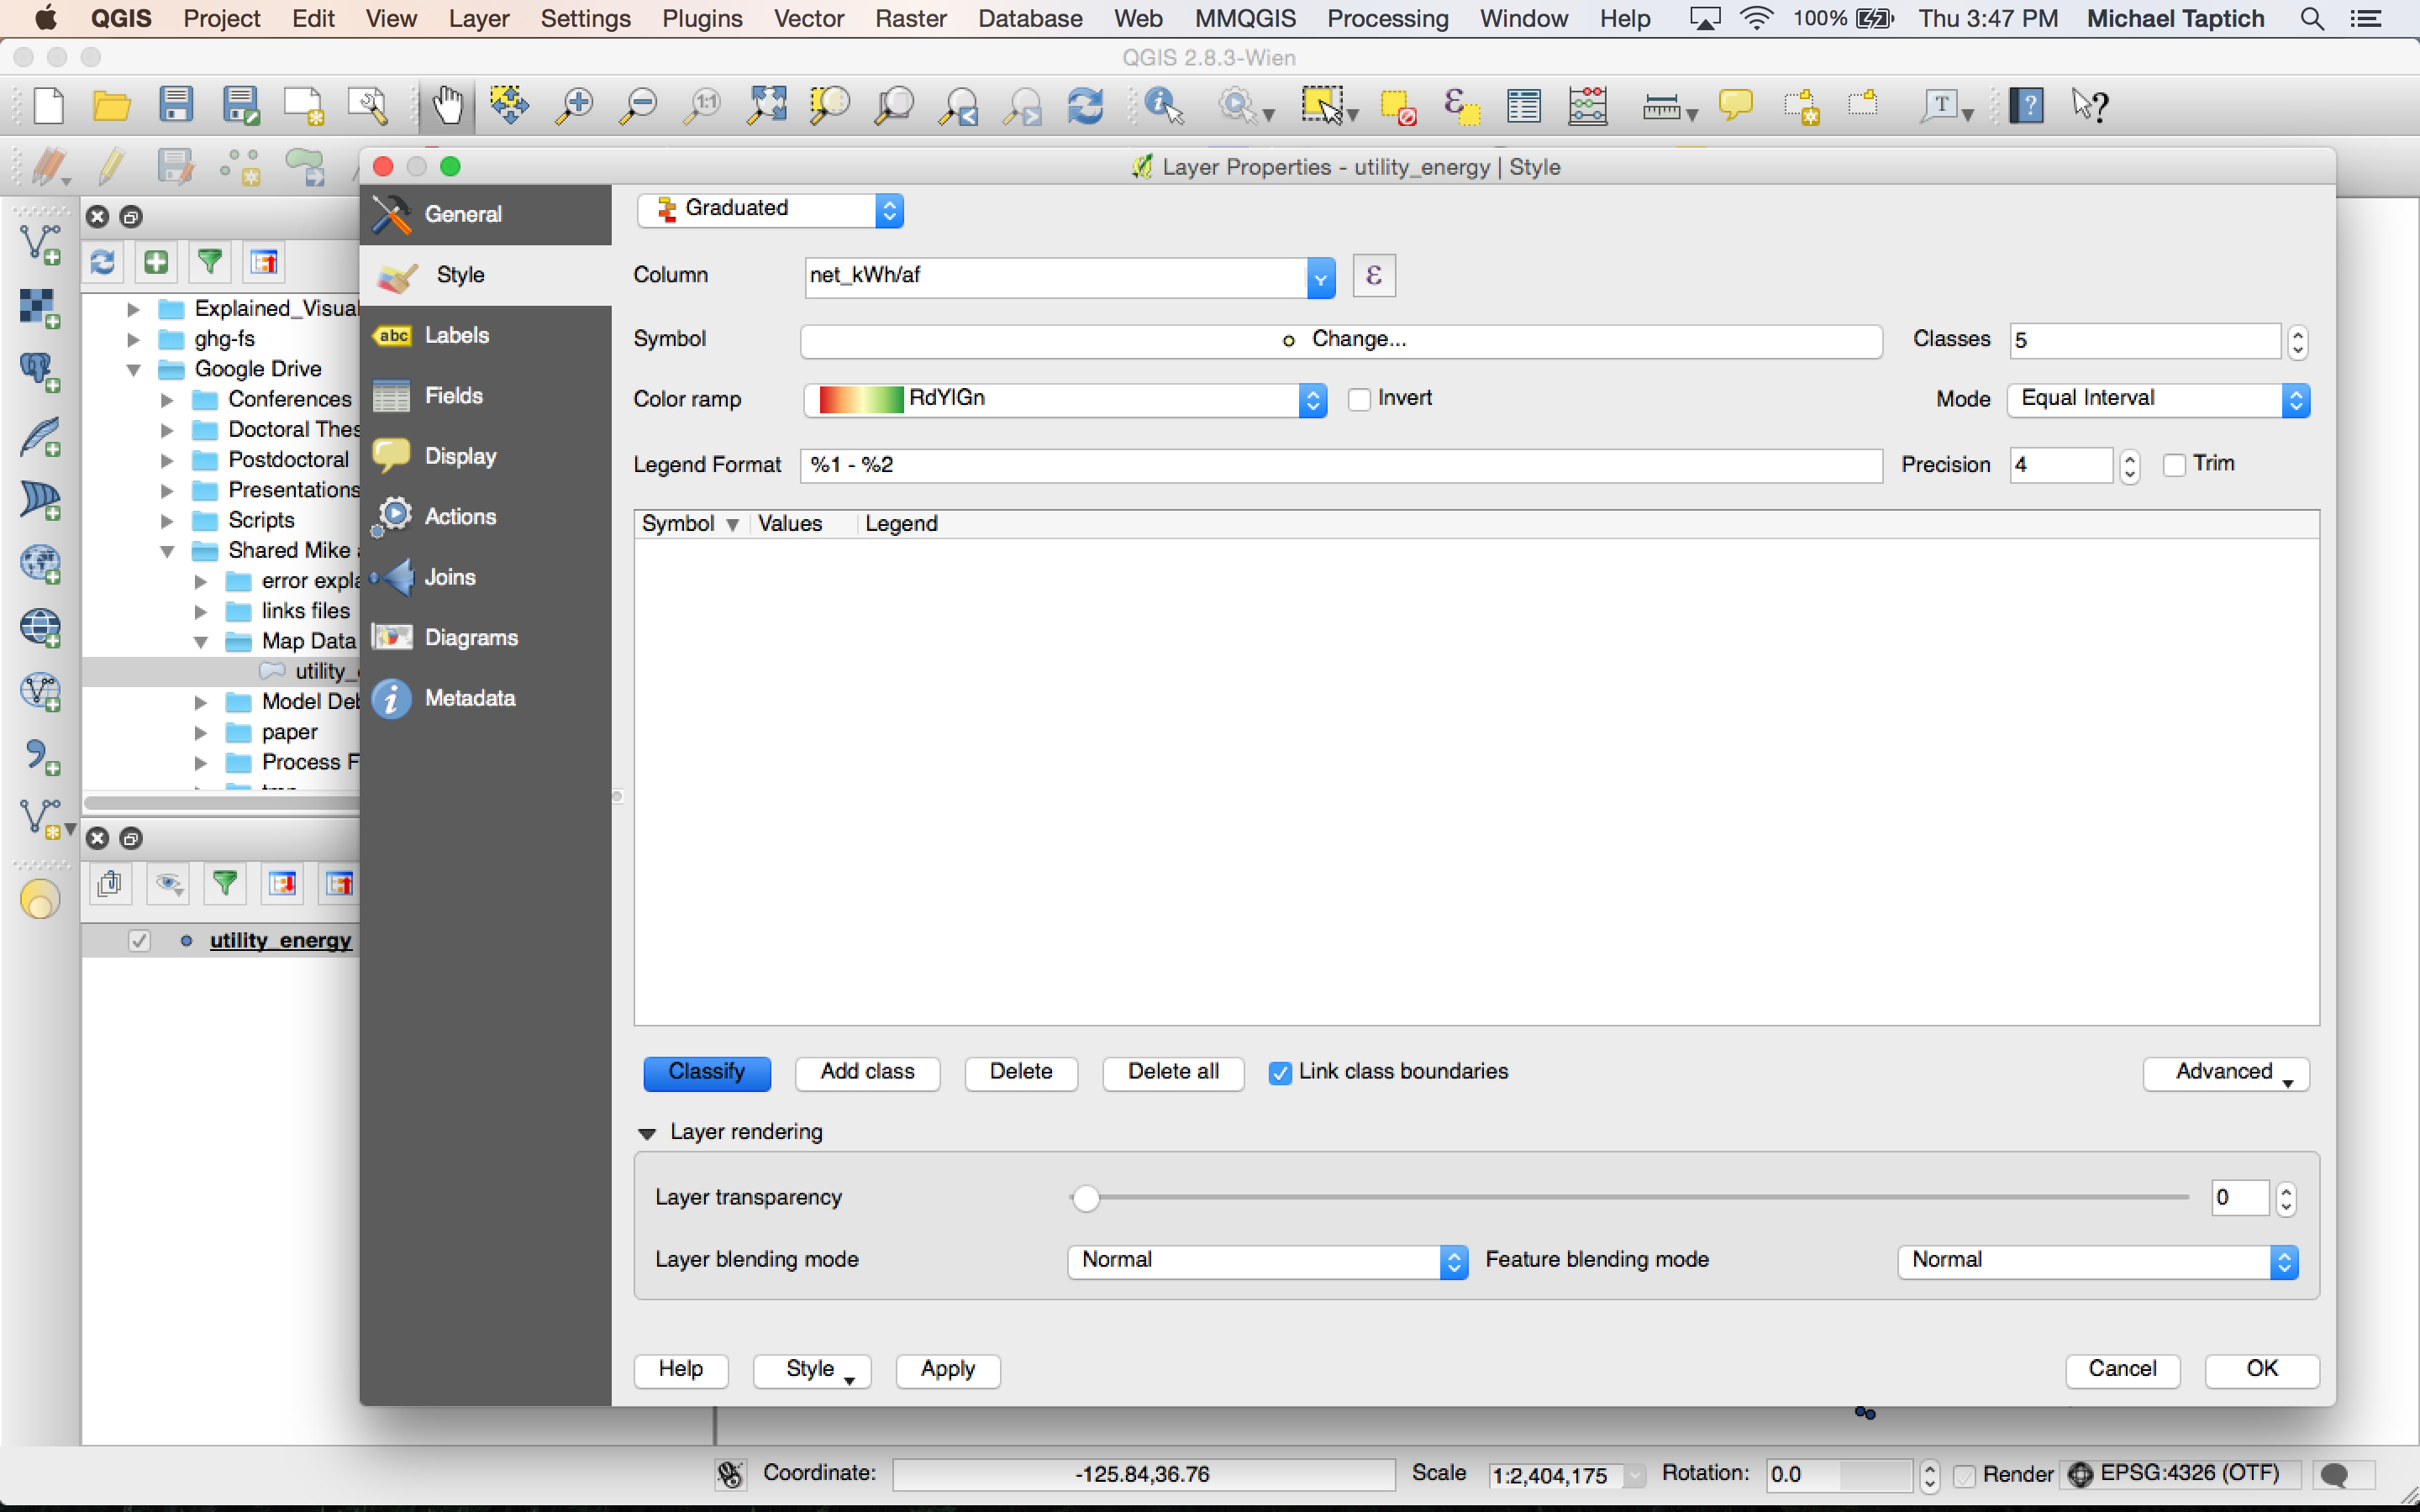 QGIS Project Edit View Layer Settings Plugins Vector Raster Database Web MMQGIS Processing Window Help 100% Thu 3:47 PM Michael Taptich
QGIS 2.8.3-Wien
1:1
T
Layer Properties - utility_energy | Style
General
Style
abc Labels
Fields
Display
Actions
Joins
Diagrams
Metadata
Explained_Visual
ghg-fs
Google Drive
Conferences
Doctoral Thes
Postdoctoral
Presentations
Scripts
Shared Mike
error expla
links files
Map Data
utility_
Model Deb
paper
Process F
tmp
utility_energy
Graduated
Column net_kWh/af ε
Symbol Change... Classes 5
Color ramp RdYlGn Invert Mode Equal Interval
Legend Format %1 - %2 Precision 4 Trim
Symbol Values Legend
Classify Add class Delete Delete all Link class boundaries Advanced
Layer rendering
Layer transparency 0
Layer blending mode Normal Feature blending mode Normal
Help Style Apply Cancel OK
Coordinate: -125.84,36.76 Scale 1:2,404,175 Rotation: 0.0 Render EPSG:4326 (OTF)